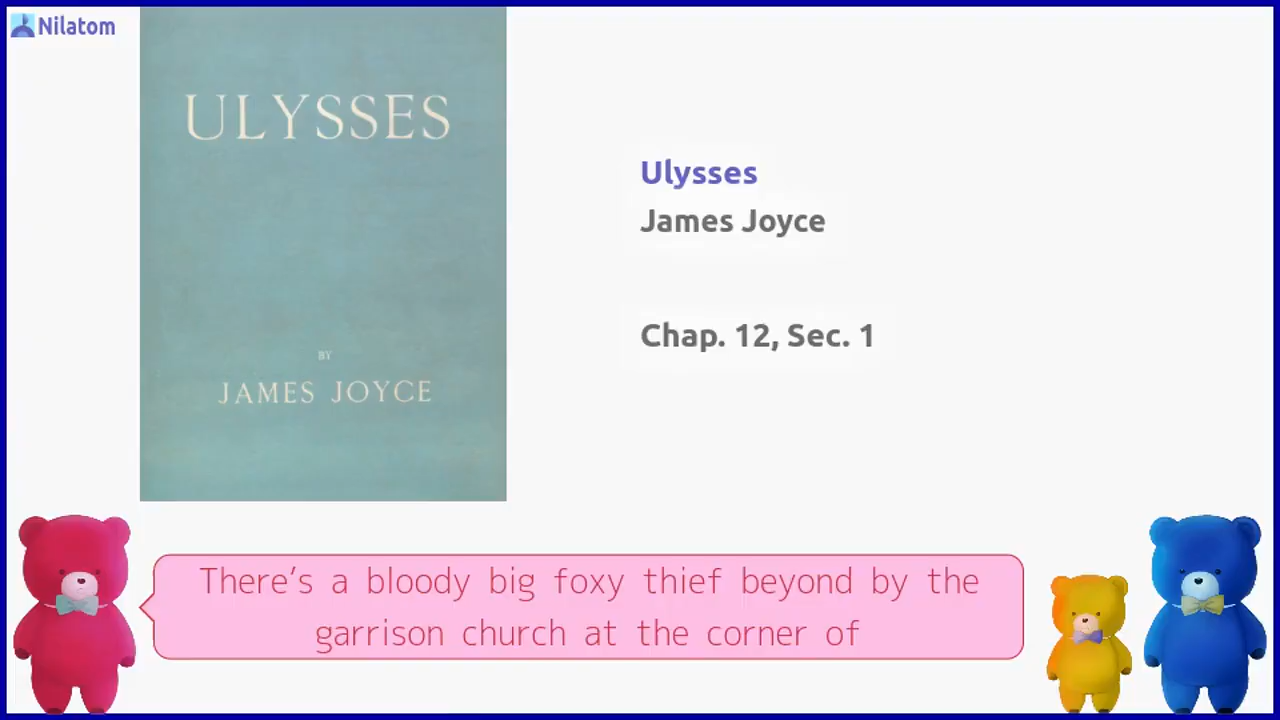 Nilatom
ULYSSES
BY
JAMES JOYCE
Ulysses
James Joyce
Chap. 12, Sec. 1
There's a bloody big foxy thief beyond by the
garrison church at the corner of